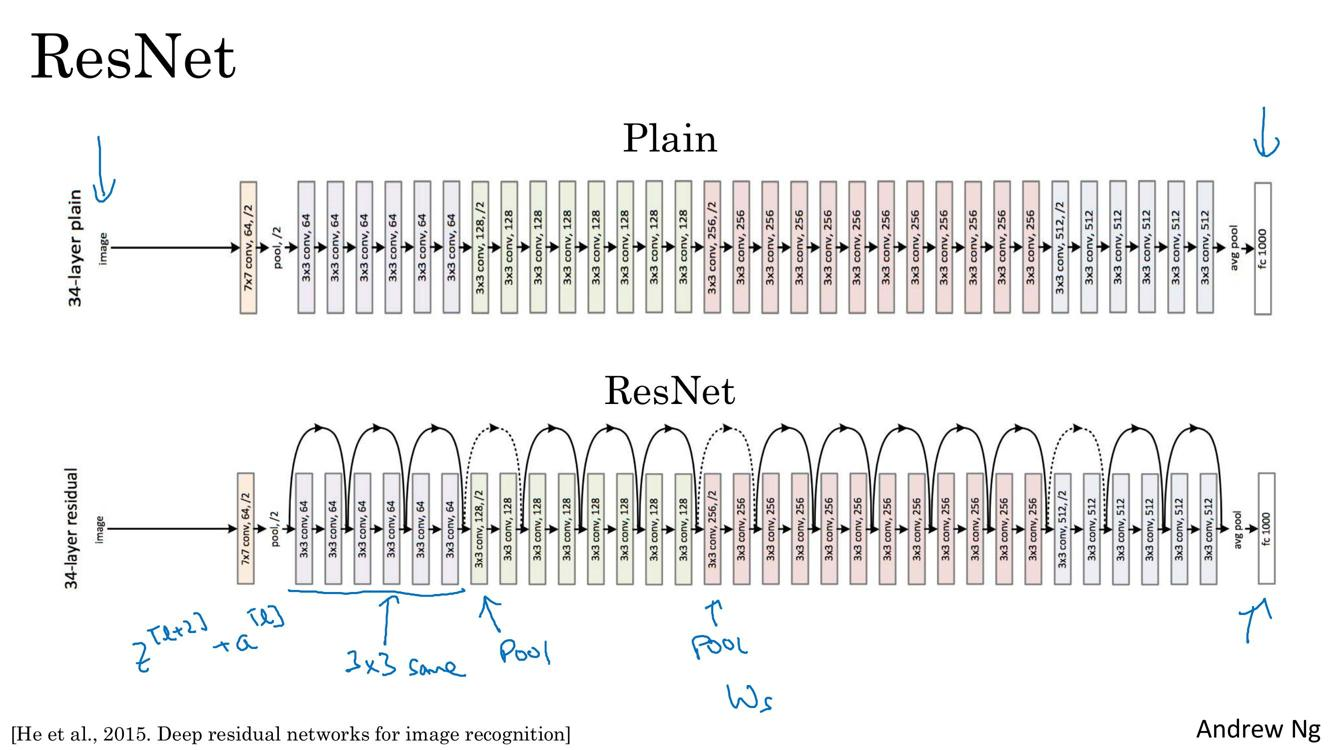 ResNet
Plain
34-layer plain
image
7x7 conv, 64, /2
pool, /2
3x3 conv, 64
3x3 conv, 64
3x3 conv, 64
3x3 conv, 64
3x3 conv, 64
3x3 conv, 64
3x3 conv, 128, /2
3x3 conv, 128
3x3 conv, 128
3x3 conv, 128
3x3 conv, 128
3x3 conv, 128
3x3 conv, 128
3x3 conv, 128
3x3 conv, 256, /2
3x3 conv, 256
3x3 conv, 256
3x3 conv, 256
3x3 conv, 256
3x3 conv, 256
3x3 conv, 256
3x3 conv, 256
3x3 conv, 256
3x3 conv, 256
3x3 conv, 256
3x3 conv, 256
3x3 conv, 512, /2
3x3 conv, 512
3x3 conv, 512
3x3 conv, 512
3x3 conv, 512
3x3 conv, 512
avg pool
fc 1000
ResNet
34-layer residual
image
7x7 conv, 64, /2
pool, /2
3x3 conv, 64
3x3 conv, 64
3x3 conv, 64
3x3 conv, 64
3x3 conv, 64
3x3 conv, 64
3x3 conv, 128, /2
3x3 conv, 128
3x3 conv, 128
3x3 conv, 128
3x3 conv, 128
3x3 conv, 128
3x3 conv, 128
3x3 conv, 128
3x3 conv, 256, /2
3x3 conv, 256
3x3 conv, 256
3x3 conv, 256
3x3 conv, 256
3x3 conv, 256
3x3 conv, 256
3x3 conv, 256
3x3 conv, 256
3x3 conv, 256
3x3 conv, 256
3x3 conv, 256
3x3 conv, 512, /2
3x3 conv, 512
3x3 conv, 512
3x3 conv, 512
3x3 conv, 512
3x3 conv, 512
avg pool
fc 1000
z[l+2] + a[l]
3x3 same
Pool
Pool
Ws
[He et al., 2015. Deep residual networks for image recognition]
Andrew Ng